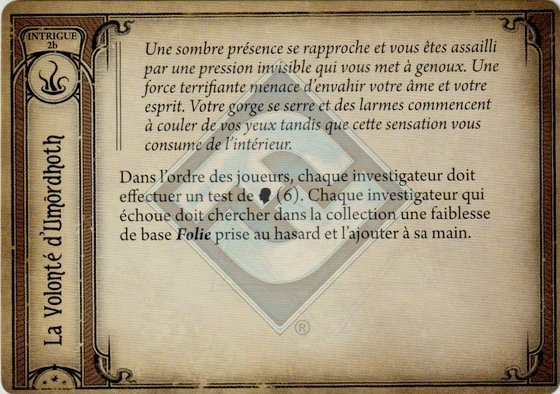 INTRIGUE
2b
La Volonté d'Umôrdhoth
Une sombre présence se rapproche et vous êtes assailli
par une pression invisible qui vous met à genoux. Une
force terrifiante menace d'envahir votre âme et votre
esprit. Votre gorge se serre et des larmes commencent
à couler de vos yeux tandis que cette sensation vous
consume de l'intérieur.
Dans l'ordre des joueurs, chaque investigateur doit
effectuer un test de (6). Chaque investigateur qui
échoue doit chercher dans la collection une faiblesse
de base Folie prise au hasard et l'ajouter à sa main.
®